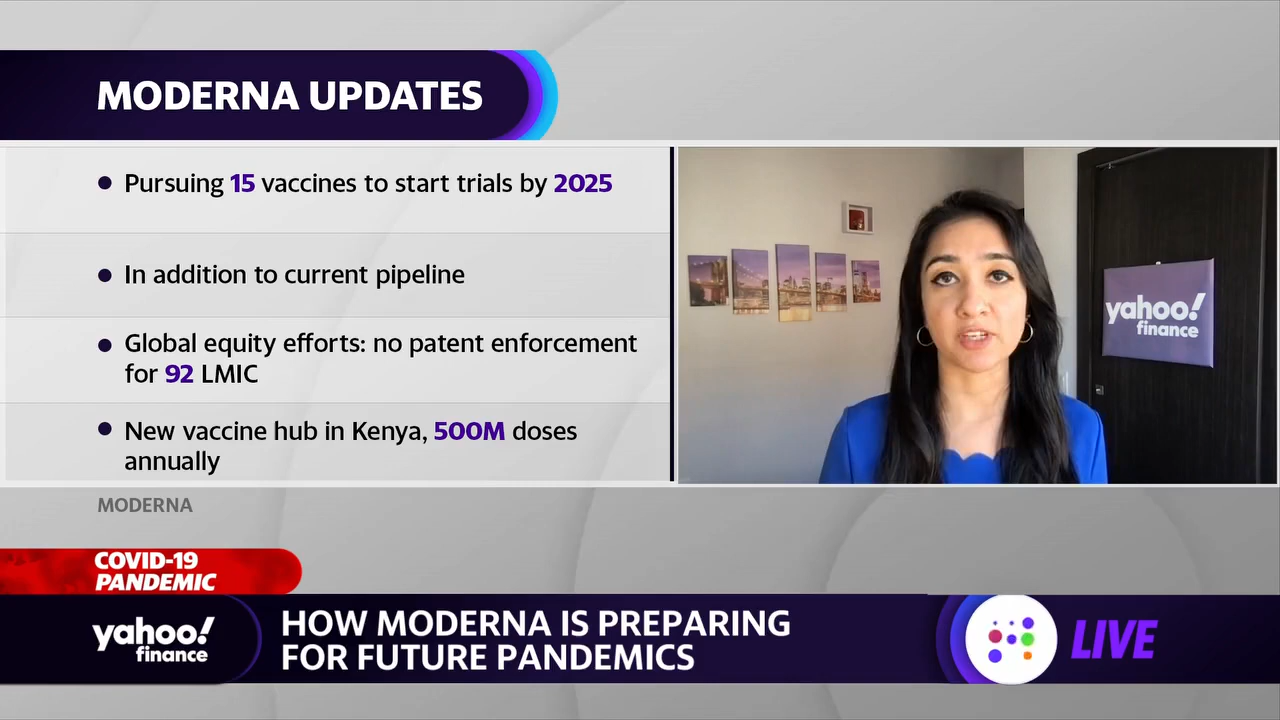 MODERNA UPDATES
Pursuing 15 vaccines to start trials by 2025
In addition to current pipeline
Global equity efforts: no patent enforcement
for 92 LMIC
New vaccine hub in Kenya, 500M doses
annually
MODERNA
yahoo!
finance
COVID-19
PANDEMIC
yahoo!
finance
HOW MODERNA IS PREPARING
FOR FUTURE PANDEMICS
LIVE